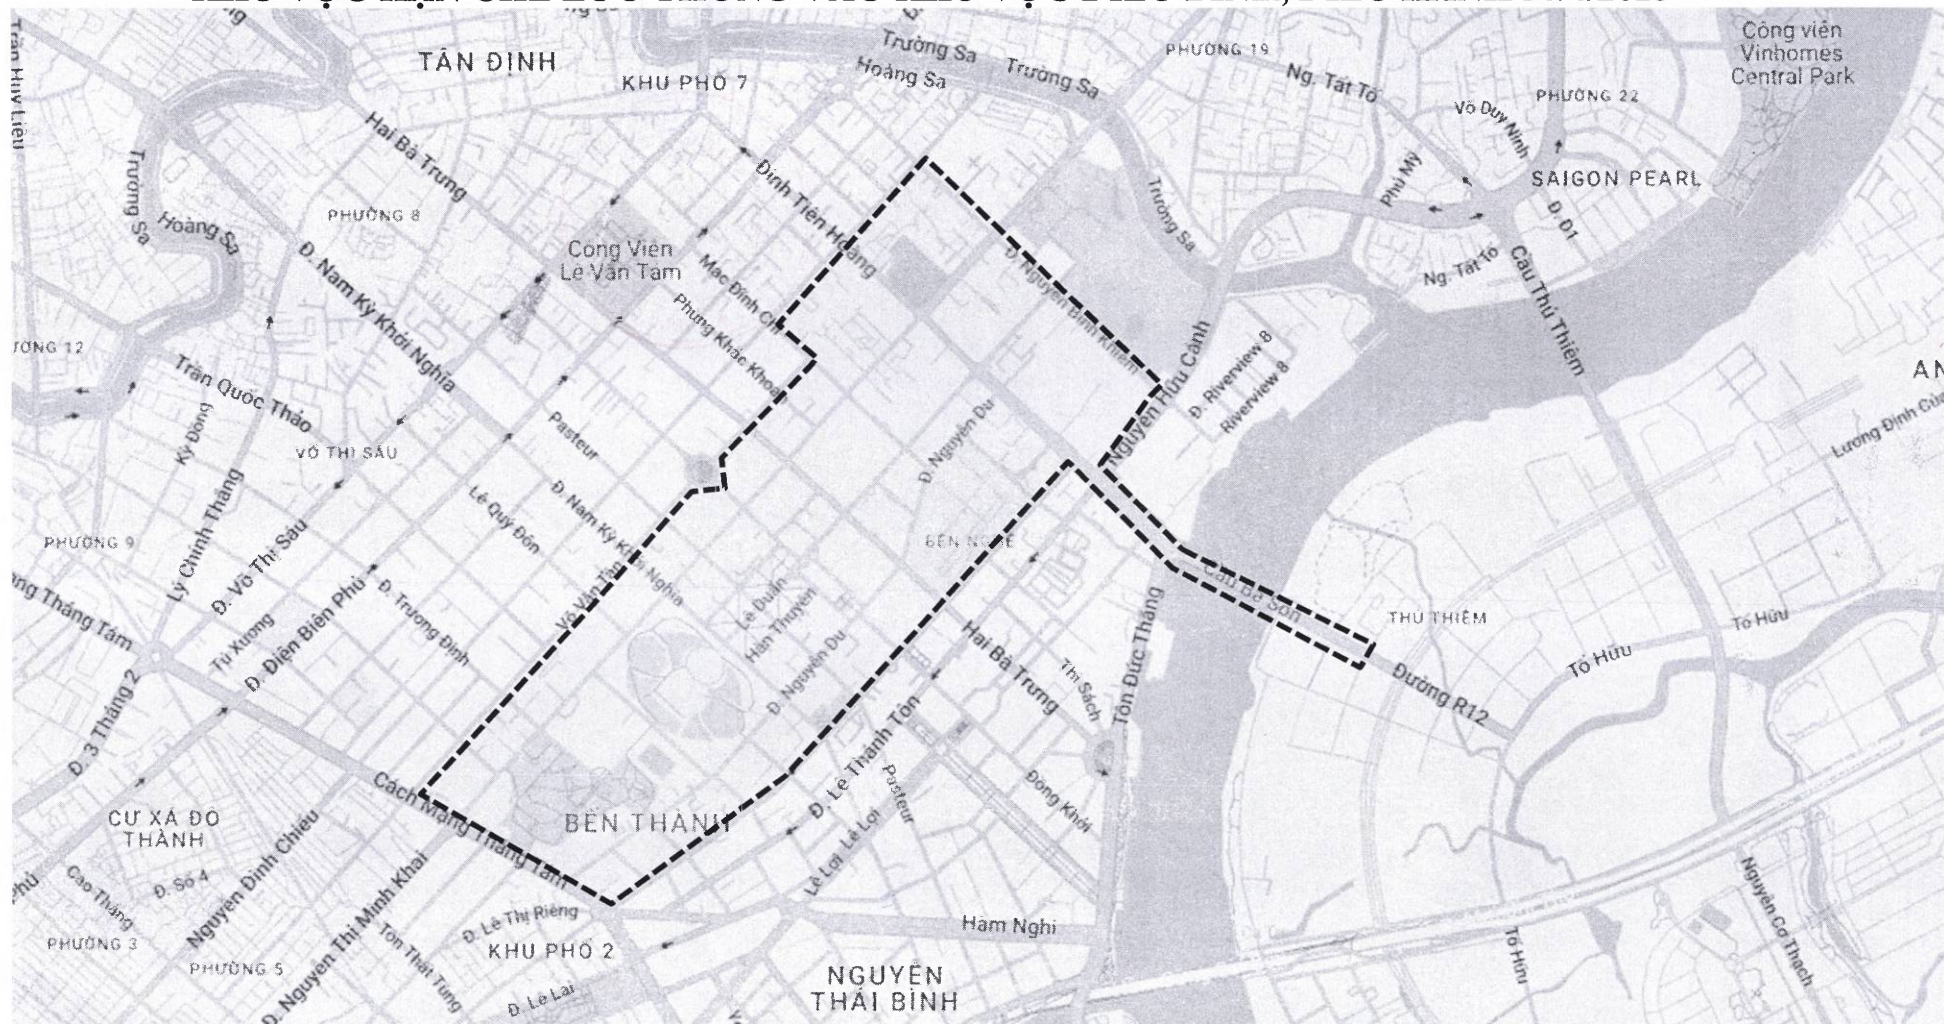 Trần Huy Liệu
TÂN ĐỊNH
KHU PHỐ 7
Trường Sa
Hoàng Sa
Trường Sa
PHƯỜNG 19
Ng. Tất Tố
Võ Duy Ninh
PHƯỜNG 22
Công viên
Vinhomes
Central Park
Hai Bà Trưng
Đinh Tiên Hoàng
Trường Sa
Phú Mỹ
SAIGON PEARL
Trường Sa
Hoàng Sa
PHƯỜNG 8
Công Viên
Lê Văn Tám
Mạc Đĩnh Chi
Đ. Nguyễn Bỉnh Khiêm
Đ. D1
Ng. Tất Tố
Cầu Thủ Thiêm
Đ. Nam Kỳ Khởi Nghĩa
Phùng Khắc Khoan
Nguyễn Hữu Cảnh
Đ. Riverview 8
Riverview 8
Trần Quốc Thảo
Kỳ Đồng
VÕ THỊ SÁU
Pasteur
Đ. Nguyễn Du
Lý Chính Thắng
Lê Quý Đôn
Đ. Nam Kỳ Khởi Nghĩa
BẾN NGHÉ
PHƯỜNG 9
Đ. Võ Thị Sáu
Võ Văn Tần
Lê Duẩn
Hàn Thuyên
Cầu Ba Son
THỦ THIÊM
Tố Hữu
Tố Hữu
Tú Xương
Đ. Điện Biên Phủ
Đ. Trương Định
Đ. Nguyễn Du
Hai Bà Trưng
Thi Sách
Tôn Đức Thắng
Đường R12
Đ. 3 Tháng 2
Cách Mạng Tháng Tám
Đ. Lê Thánh Tôn
Pasteur
Đồng Khởi
CƯ XÁ ĐÔ
THÀNH
BẾN THÀNH
Lê Lợi
Lê Lợi
Đ. Số 4
Cao Thắng
Nguyễn Đình Chiểu
Đ. Nguyễn Thị Minh Khai
Tôn Thất Tùng
Đ. Lê Thị Riêng
Hàm Nghi
Nguyễn Cơ Thạch
Tố Hữu
PHƯỜNG 3
PHƯỜNG 5
KHU PHỐ 2
Đ. Lê Lai
NGUYỄN
THÁI BÌNH